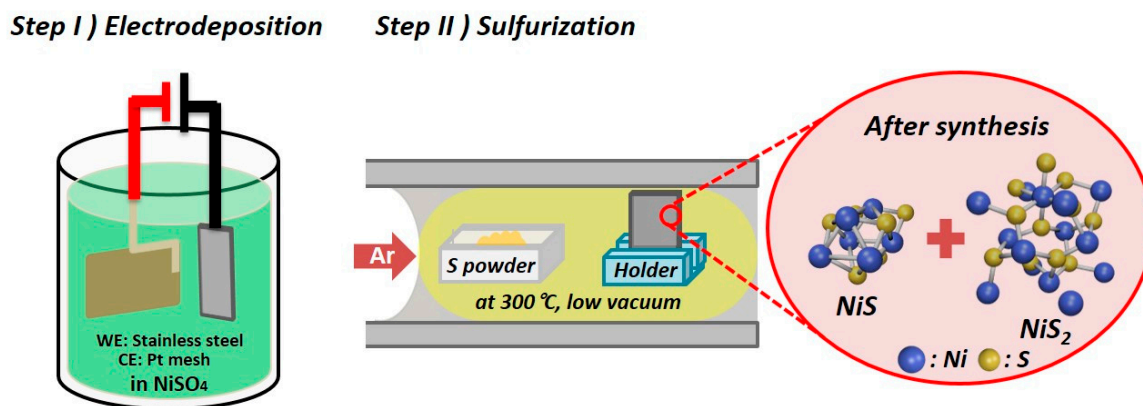 Step I ) Electrodeposition
Step II ) Sulfurization
WE: Stainless steel
CE: Pt mesh
in NiSO₄
Ar
S powder
Holder
at 300℃, low vacuum
After synthesis
NiS
NiS₂
: Ni
: S